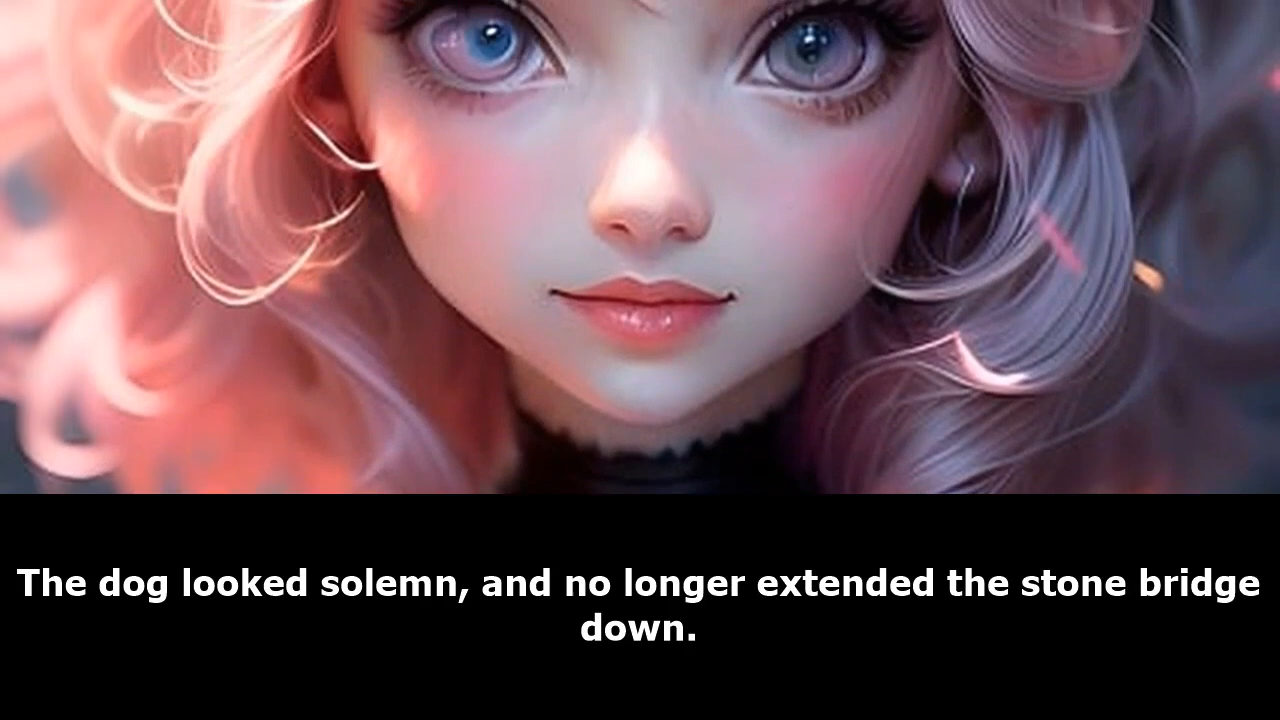 The dog looked solemn, and no longer extended the stone bridge
down.